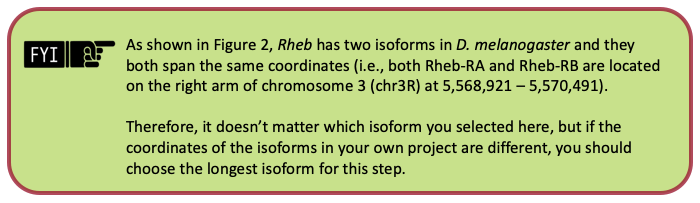 FYI
As shown in Figure 2, Rheb has two isoforms in D. melanogaster and they
both span the same coordinates (i.e., both Rheb-RA and Rheb-RB are located
on the right arm of chromosome 3 (chr3R) at 5,568,921 – 5,570,491).
Therefore, it doesn’t matter which isoform you selected here, but if the
coordinates of the isoforms in your own project are different, you should
choose the longest isoform for this step.